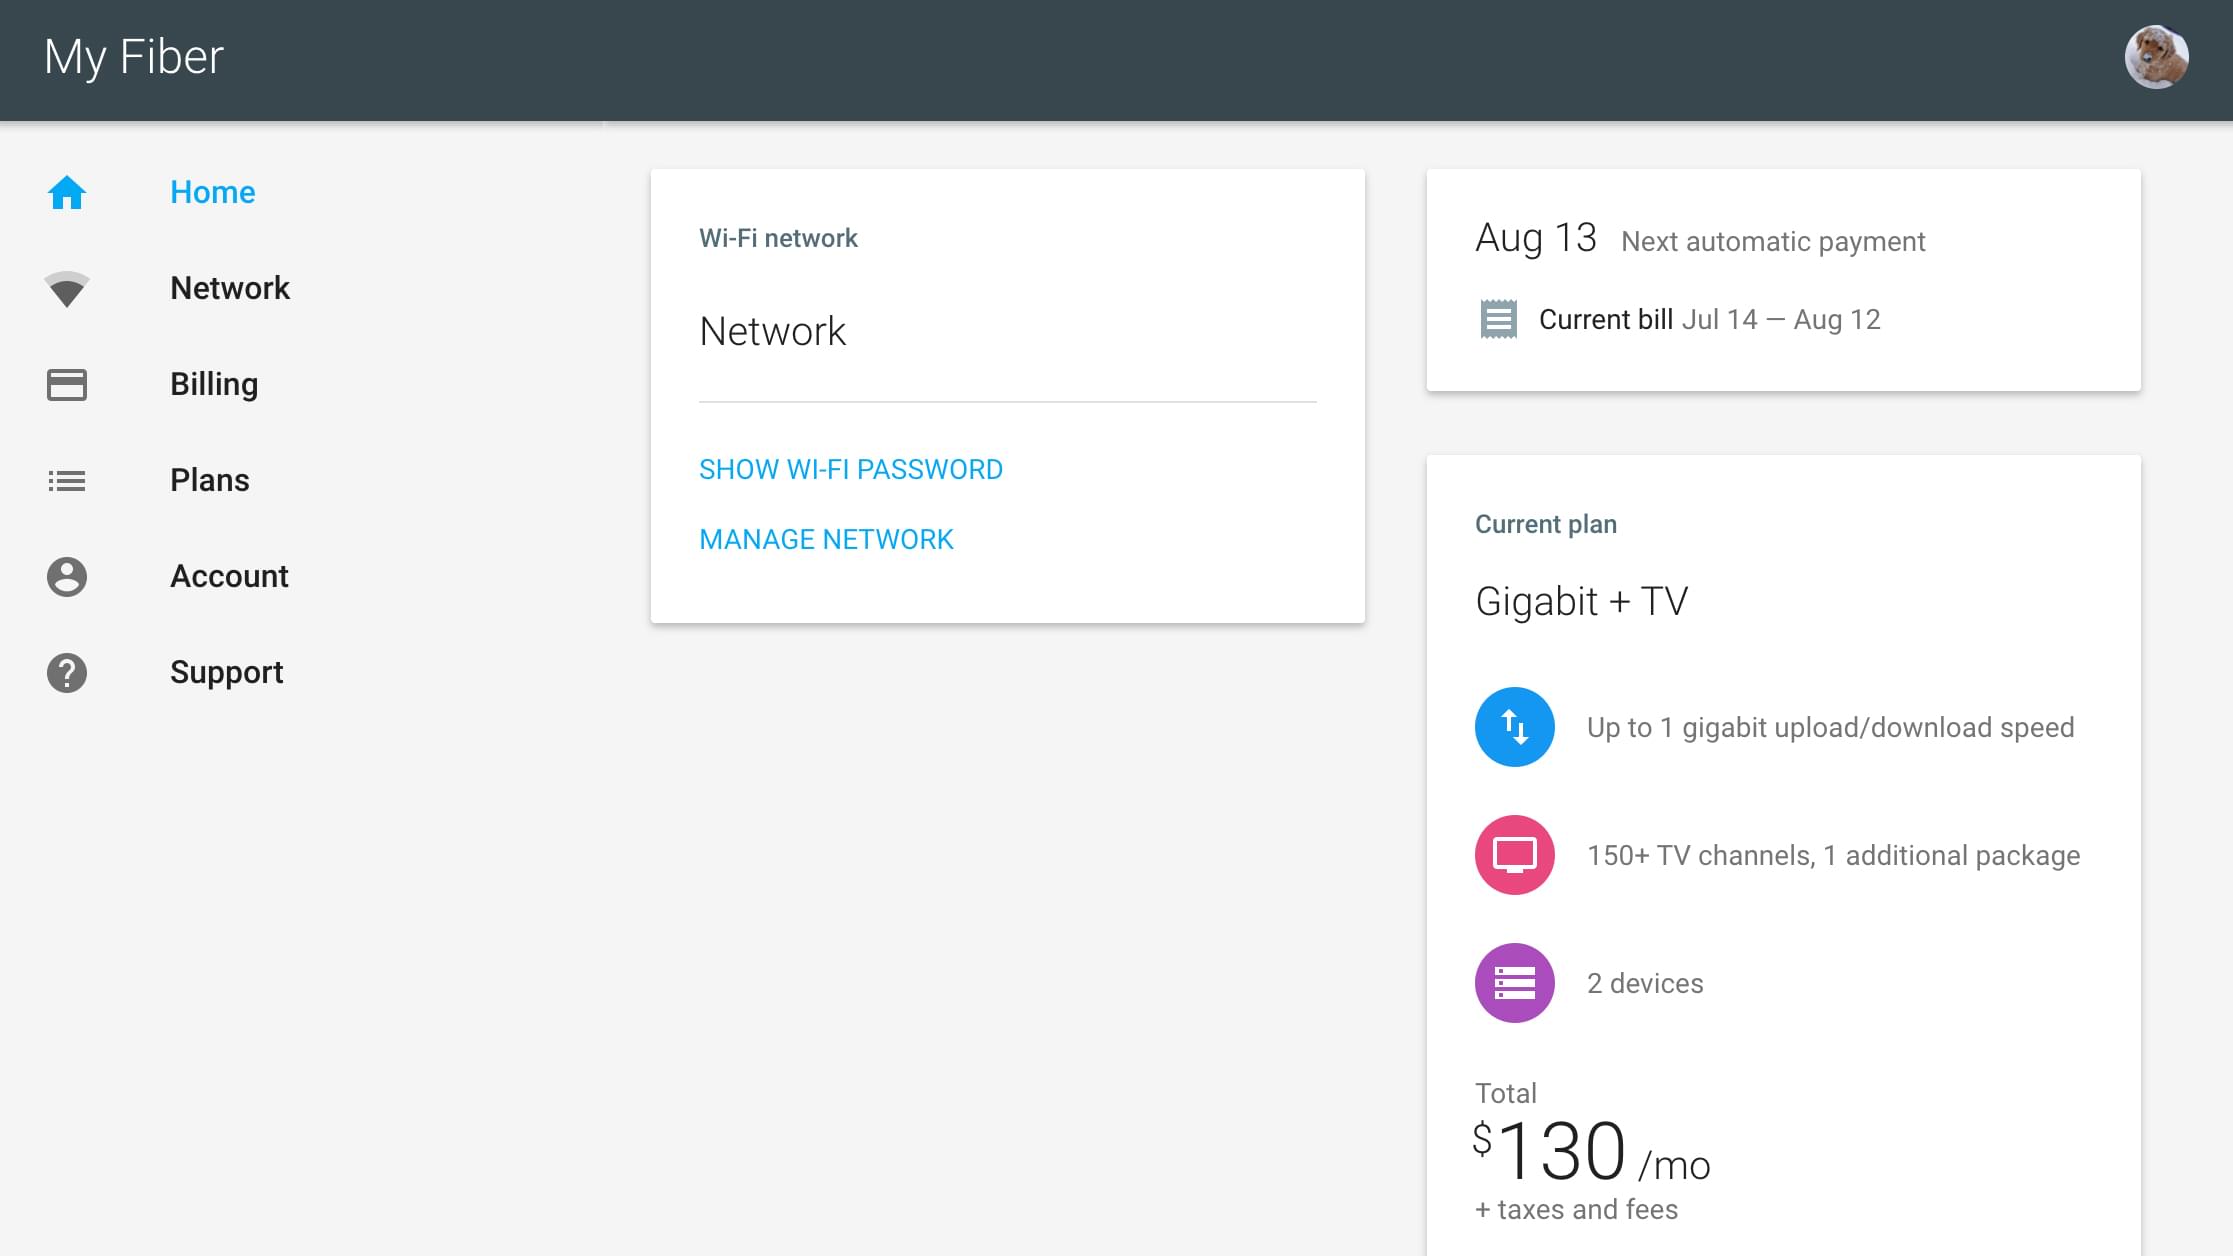 My Fiber
Home
Network
Billing
Plans
Account
Support
Wi-Fi network
Network
SHOW WI-FI PASSWORD
MANAGE NETWORK
Aug 13 Next automatic payment
Current bill Jul 14 — Aug 12
Current plan
Gigabit + TV
Up to 1 gigabit upload/download speed
150+ TV channels, 1 additional package
2 devices
Total
$130 /mo
+ taxes and fees